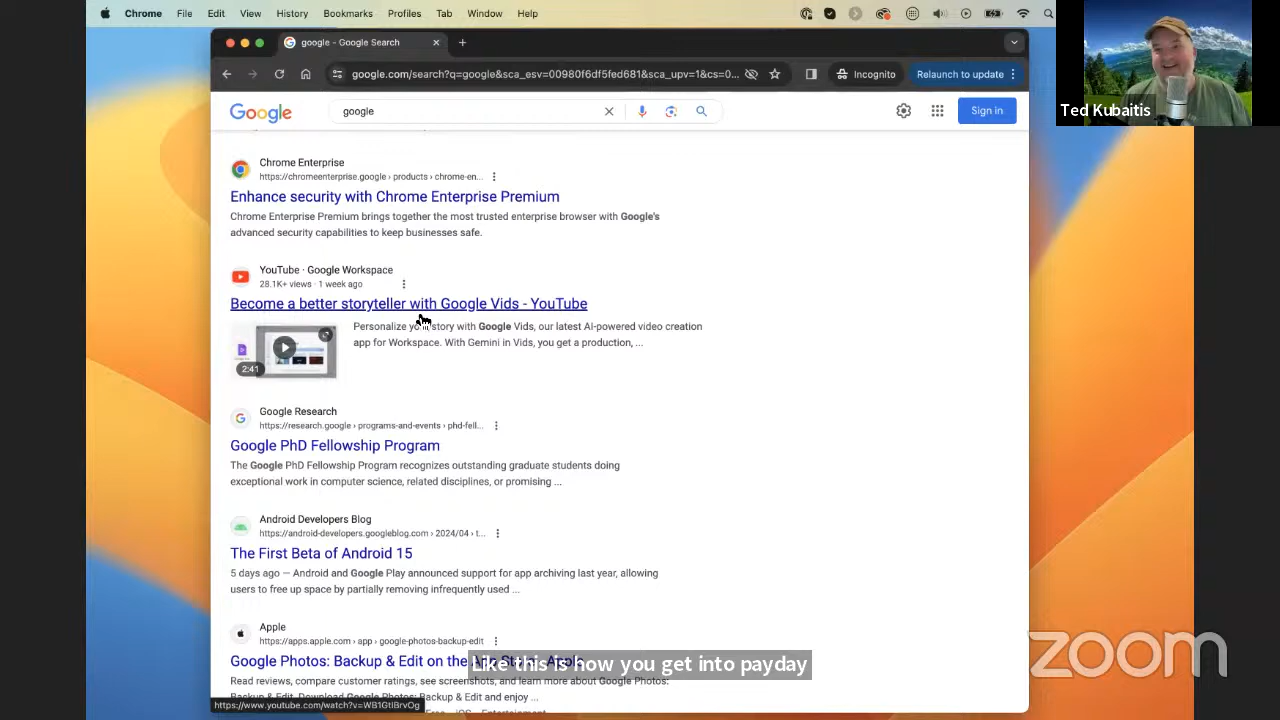 Chrome File Edit View History Bookmarks Profiles Tab Window Help
google - Google Search
google.com/search?q=google&sca_esv=00980f6df5fed681&sca_upv=1&cs=0...
Incognito
Relaunch to update
Ted Kubaitis
Google
google
Sign in
Chrome Enterprise
https://chromeenterprise.google › products › chrome-en...
Enhance security with Chrome Enterprise Premium
Chrome Enterprise Premium brings together the most trusted enterprise browser with Google's
advanced security capabilities to keep businesses safe.
YouTube · Google Workspace
28.1K+ views · 1 week ago
Become a better storyteller with Google Vids - YouTube
Personalize story with Google Vids, our latest AI-powered video creation
app for Workspace. With Gemini in Vids, you get a production, ...
2:41
Google Research
https://research.google › programs-and-events › phd-fell...
Google PhD Fellowship Program
The Google PhD Fellowship Program recognizes outstanding graduate students doing
exceptional work in computer science, related disciplines, or promising ...
Android Developers Blog
https://android-developers.googleblog.com › 2024/04 › t...
The First Beta of Android 15
5 days ago — Android and Google Play announced support for app archiving last year, allowing
users to free up space by partially removing infrequently used ...
Apple
https://apps.apple.com › app › google-photos-backup-edit
Google Photos: Backup & Edit on the
Like this is how you get into payday
Read reviews, compare customer ratings, see screenshots, and learn more about Google Photos:
Backup & Edit. Download Google Photos: Backup & Edit and enjoy ...
https://www.youtube.com/watch?v=WB1GtIBrvOg
zoom